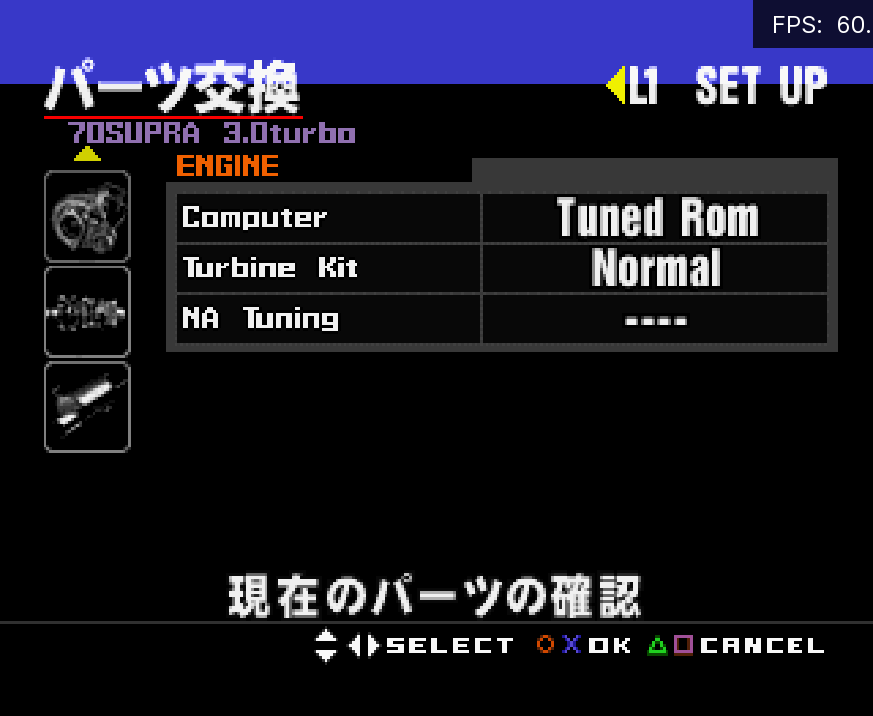 FPS: 60.
パーツ交換
L1 SET UP
70SUPRA 3.0turbo
ENGINE
Computer Tuned Rom
Turbine Kit Normal
NA Tuning ----
現在のパーツの確認
SELECT OK CANCEL